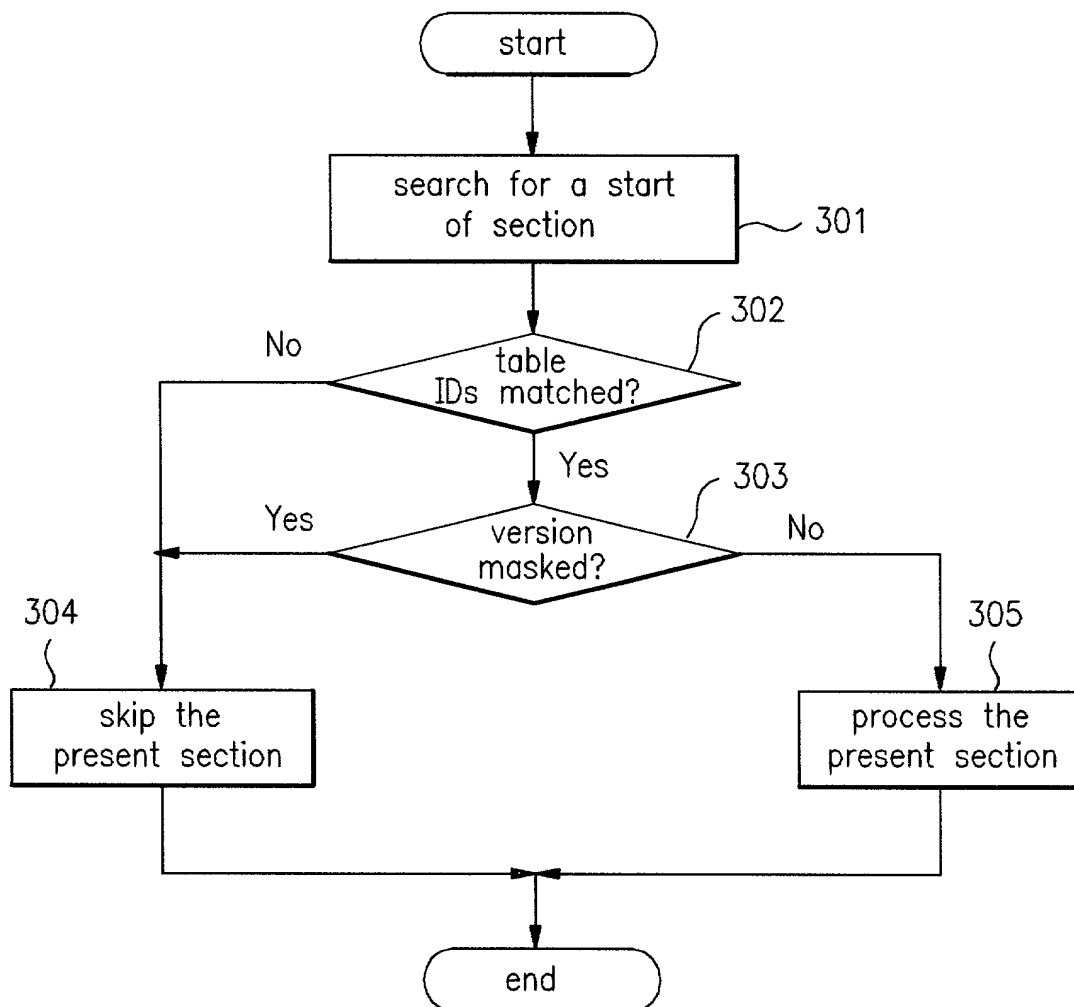 start
search for a start
of section
301
302
No
table
IDs matched?
Yes
303
Yes
version
masked?
No
304
305
skip the
present section
process the
present section
end